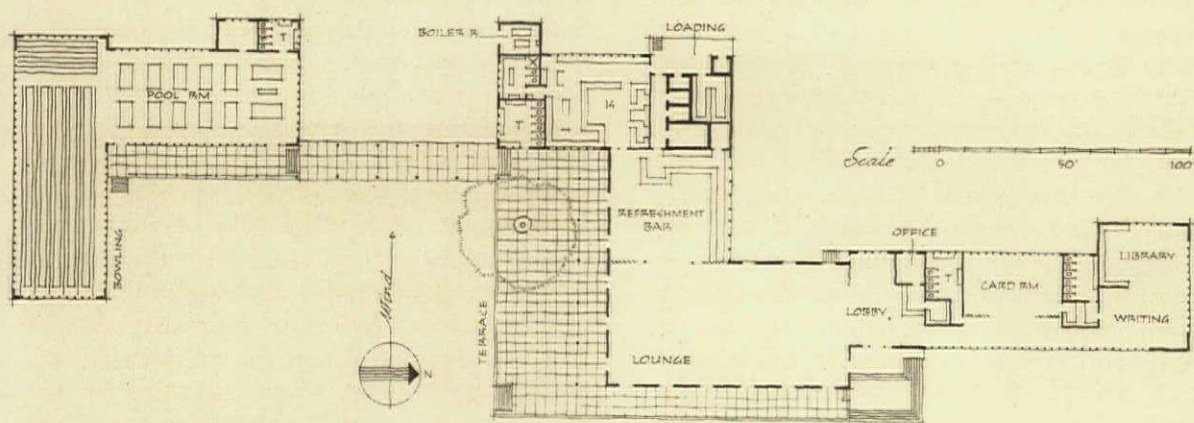 T
BOILER R.
LOADING
POOL RM
14
T
BOWLING
REFRESHMENT
BAR
Scale 0 50' 100'
OFFICE
Wind
N
TERRACE
LOUNGE
LOBBY
T
CARD RM
LIBRARY
WRITING